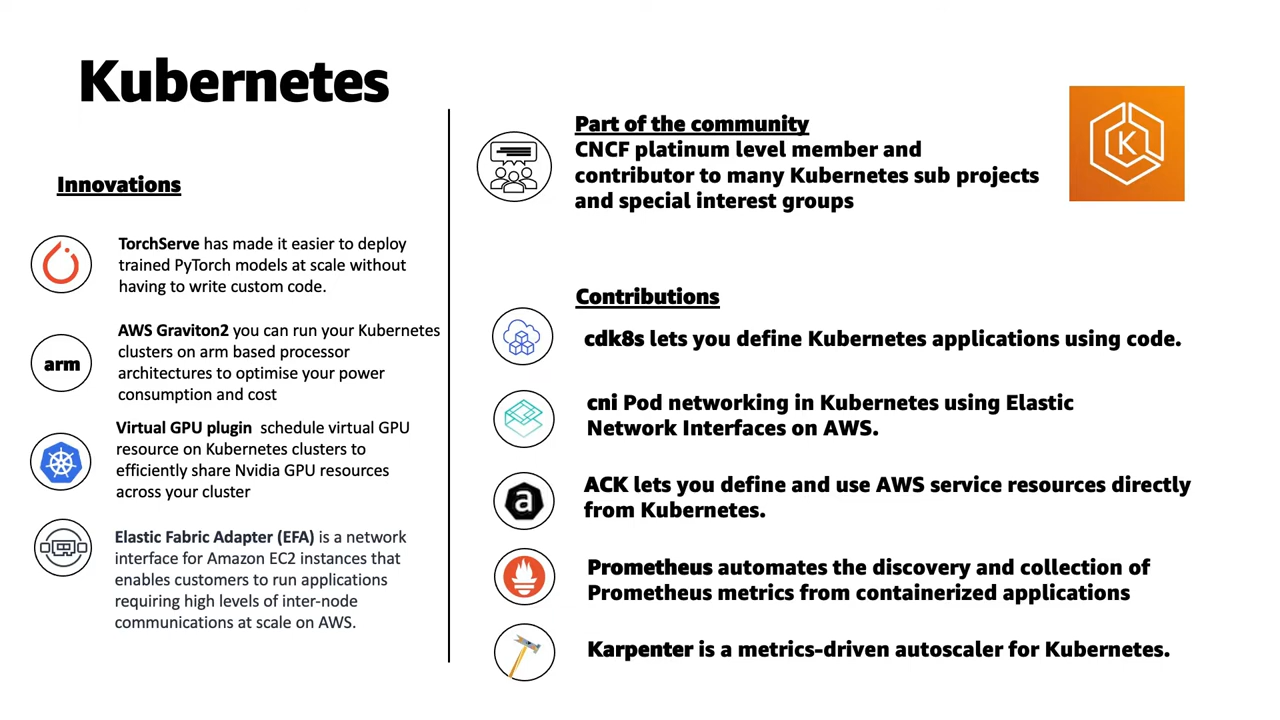 Kubernetes
Innovations
TorchServe has made it easier to deploy
trained PyTorch models at scale without
having to write custom code.
arm
AWS Graviton2 you can run your Kubernetes
clusters on arm based processor
architectures to optimise your power
consumption and cost
Virtual GPU plugin schedule virtual GPU
resource on Kubernetes clusters to
efficiently share Nvidia GPU resources
across your cluster
Elastic Fabric Adapter (EFA) is a network
interface for Amazon EC2 instances that
enables customers to run applications
requiring high levels of inter-node
communications at scale on AWS.
Part of the community
CNCF platinum level member and
contributor to many Kubernetes sub projects
and special interest groups
K
Contributions
cdk8s lets you define Kubernetes applications using code.
cni Pod networking in Kubernetes using Elastic
Network Interfaces on AWS.
a
ACK lets you define and use AWS service resources directly
from Kubernetes.
Prometheus automates the discovery and collection of
Prometheus metrics from containerized applications
Karpenter is a metrics-driven autoscaler for Kubernetes.